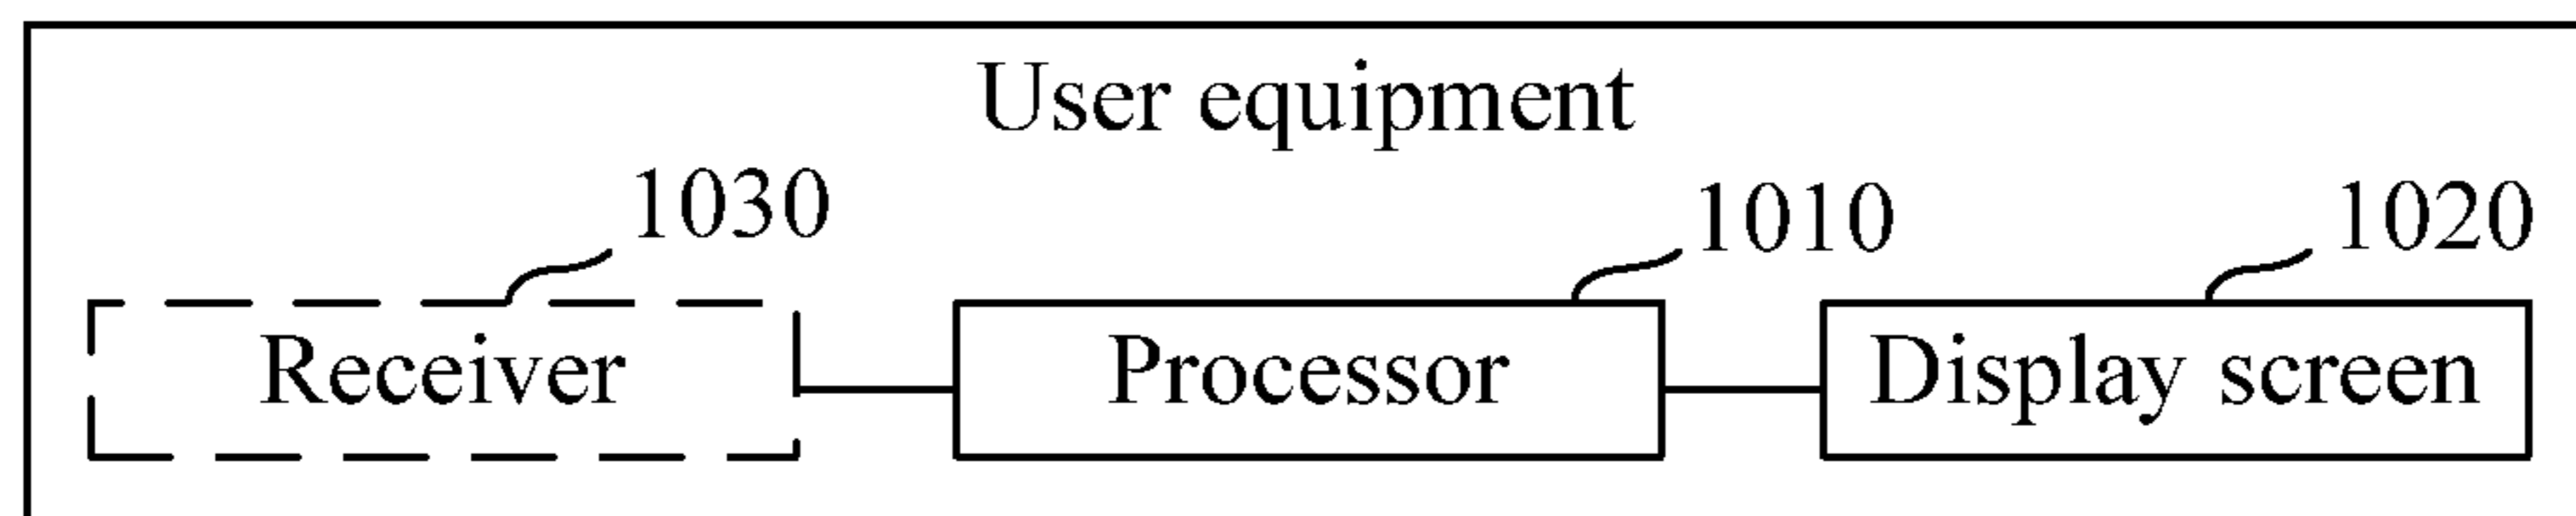 User equipment
1030
1010
1020
Receiver
Processor
Display screen